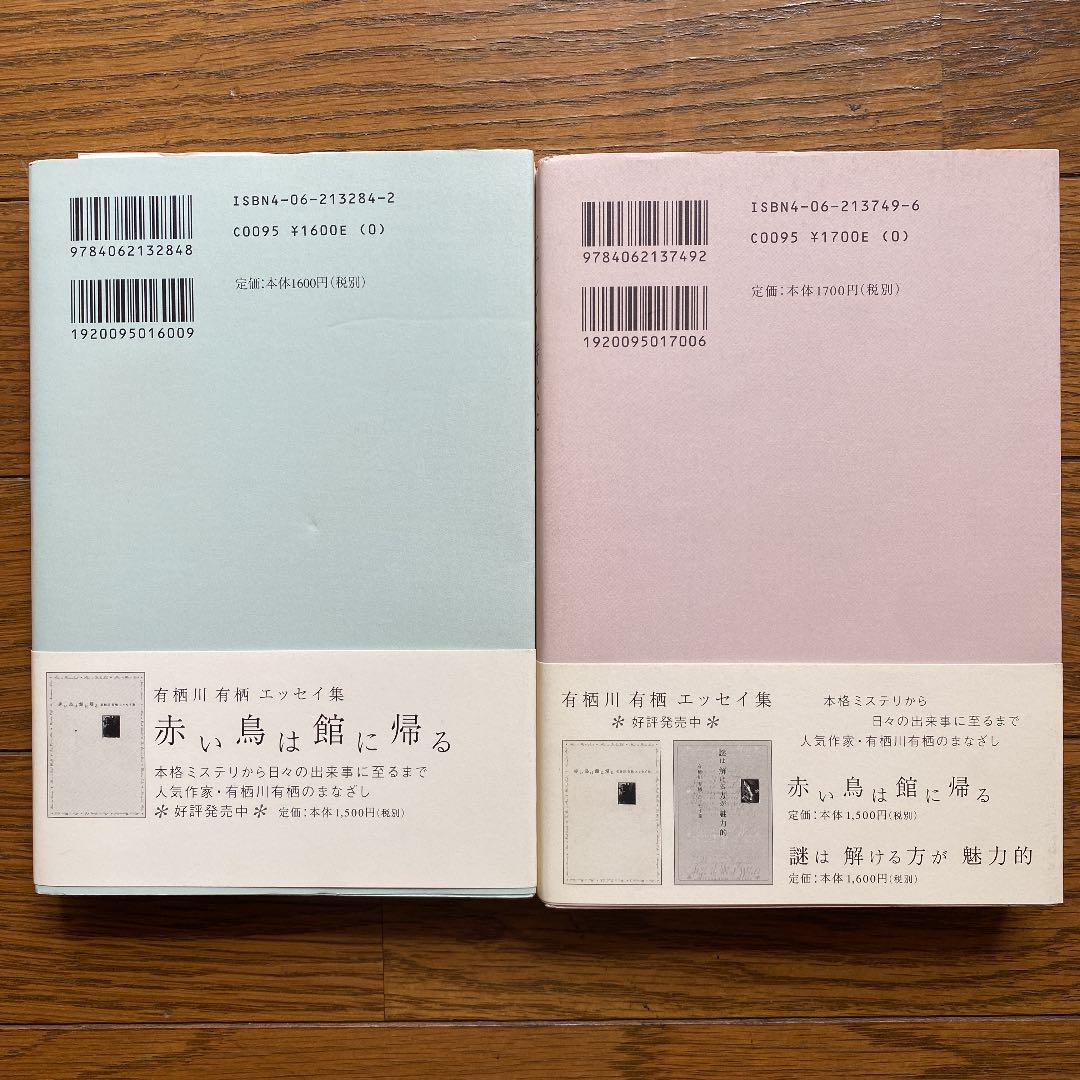 ISBN4-06-213284-2
C0095 ¥1600E (0)
9784062132848
定価:本体1600円(税別)
1920095016009
有栖川 有栖 エッセイ集
赤い鳥は館に帰る
本格ミステリから日々の出来事に至るまで
人気作家・有栖川有栖のまなざし
✻ 好評発売中 ✻ 定価:本体1,500円(税別)
ISBN4-06-213749-6
C0095 ¥1700E (0)
9784062137492
定価:本体1700円(税別)
1920095017006
有栖川 有栖 エッセイ集
✻ 好評発売中 ✻
本格ミステリから
日々の出来事に至るまで
人気作家・有栖川有栖のまなざし
謎は解ける方が魅力的
赤い鳥は館に帰る
定価:本体1,500円(税別)
謎は 解ける方が 魅力的
定価:本体1,600円(税別)